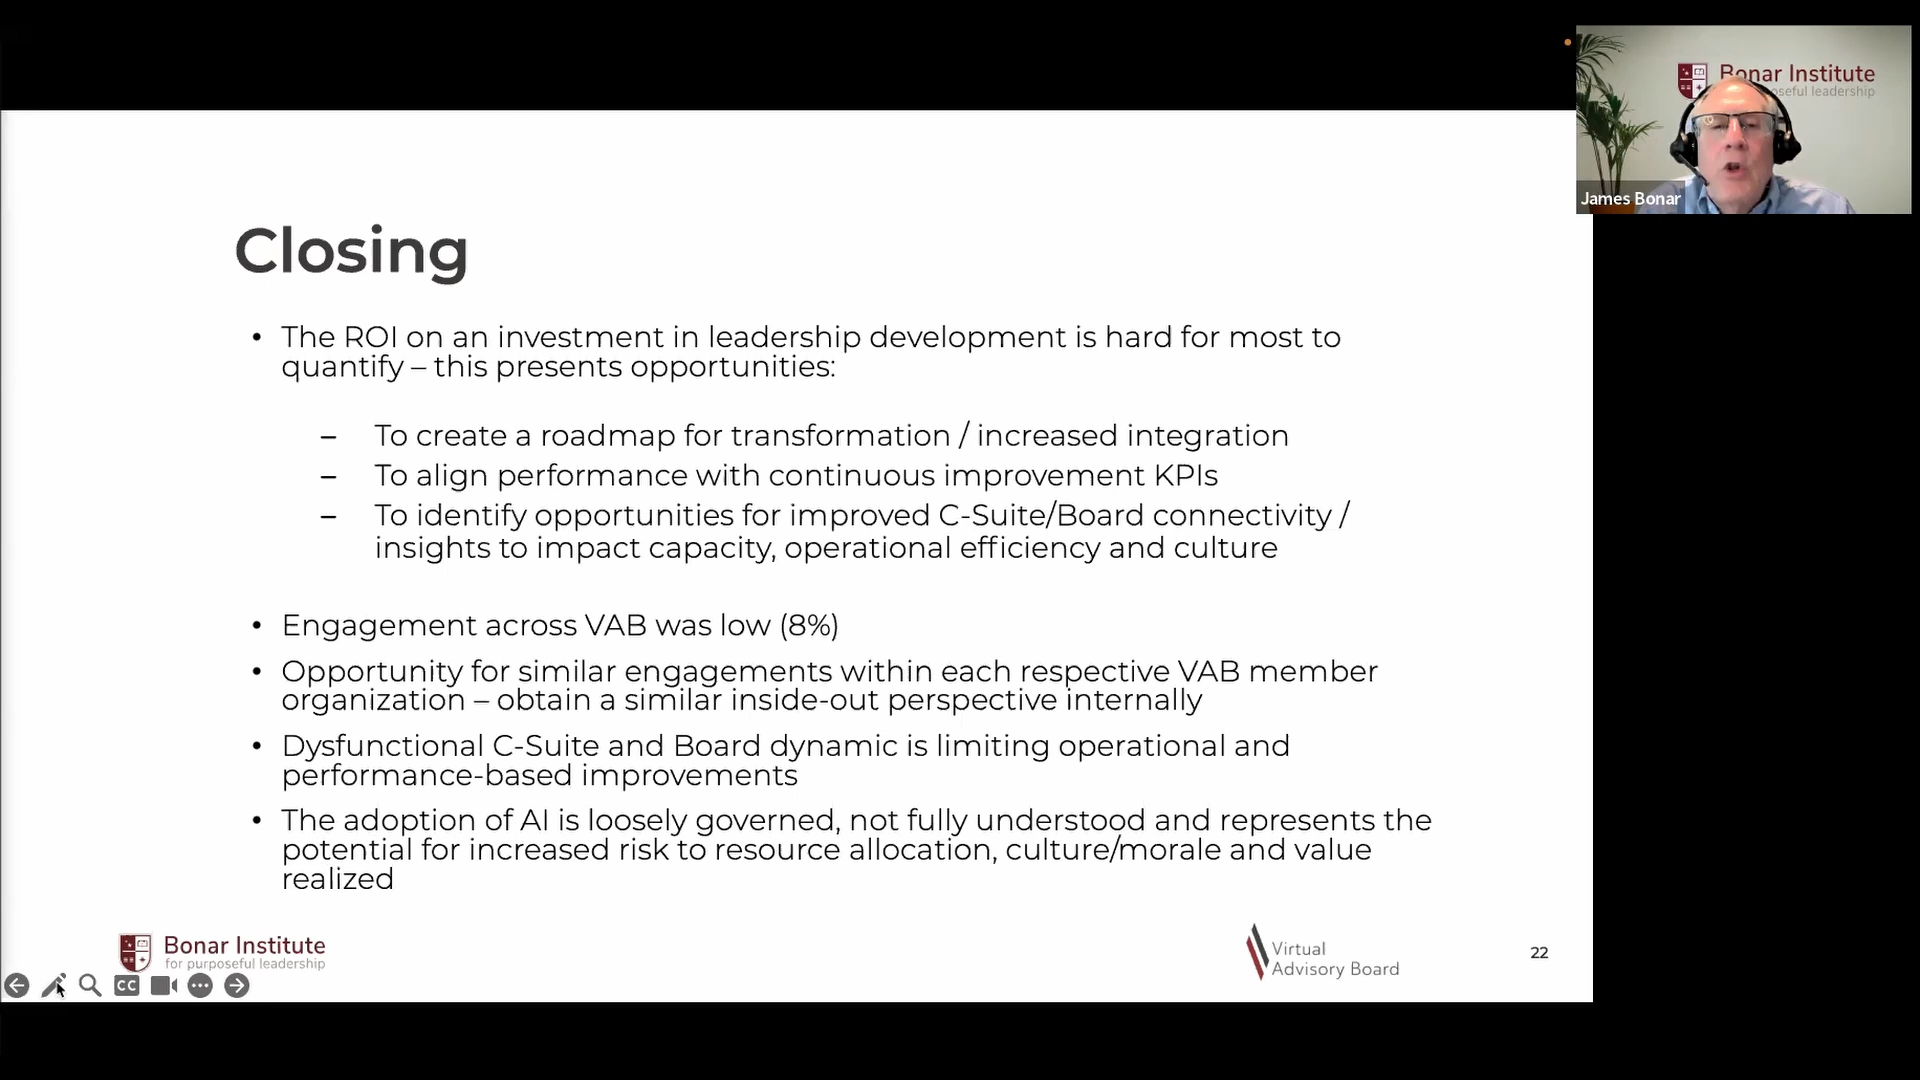 Bonar Institute
poseful leadership
James Bonar
Closing
• The ROI on an investment in leadership development is hard for most to
quantify – this presents opportunities:
– To create a roadmap for transformation / increased integration
– To align performance with continuous improvement KPIs
– To identify opportunities for improved C-Suite/Board connectivity /
insights to impact capacity, operational efficiency and culture
• Engagement across VAB was low (8%)
• Opportunity for similar engagements within each respective VAB member
organization – obtain a similar inside-out perspective internally
• Dysfunctional C-Suite and Board dynamic is limiting operational and
performance-based improvements
• The adoption of AI is loosely governed, not fully understood and represents the
potential for increased risk to resource allocation, culture/morale and value
realized
Bonar Institute
for purposeful leadership
Virtual
Advisory Board
22
CC